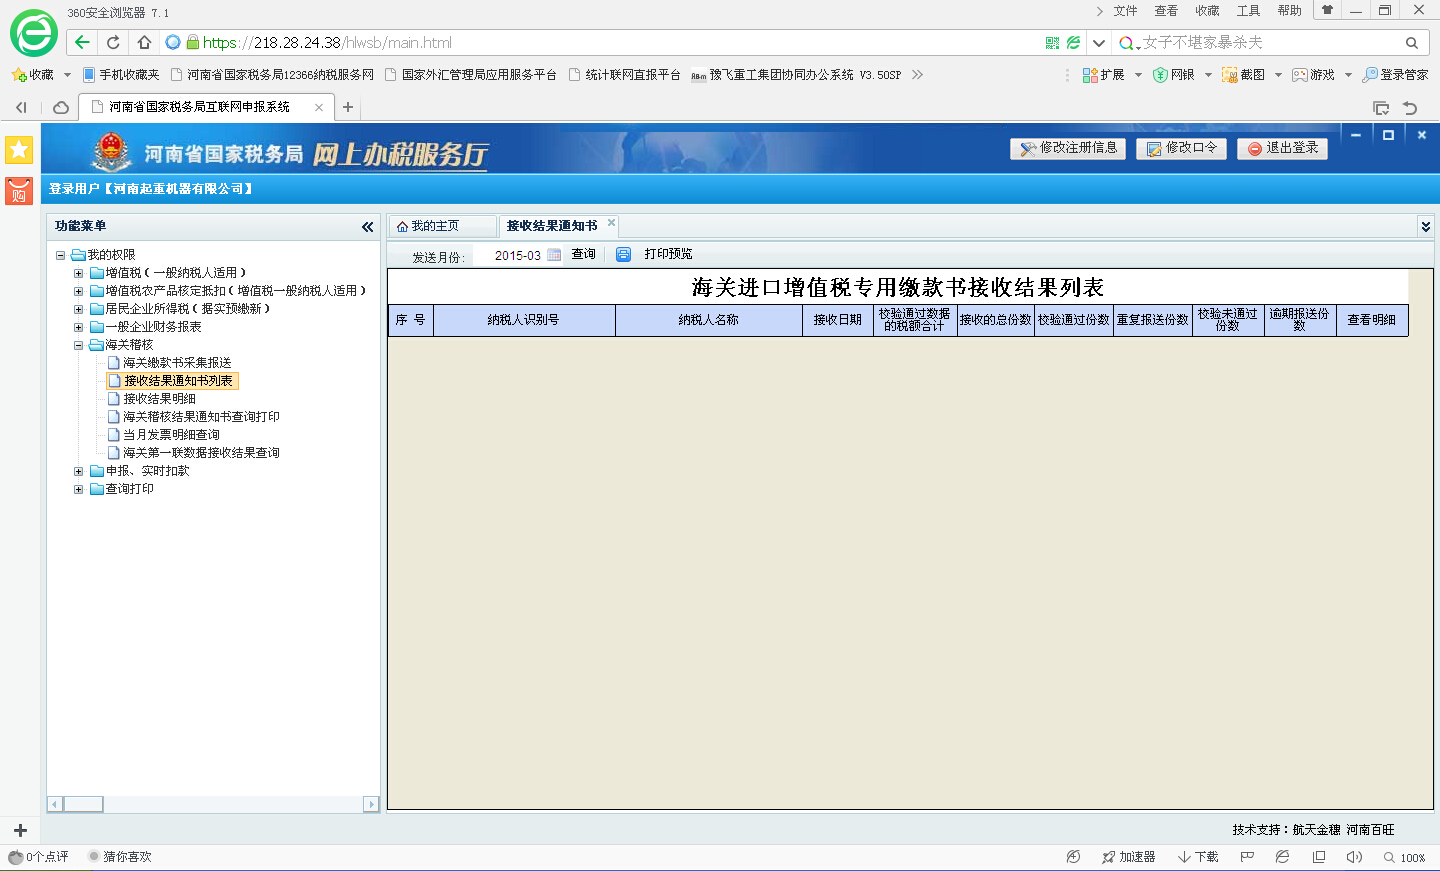 360安全浏览器 7.1
文件 查看 收藏 工具 帮助
https://218.28.24.38/hlwsb/main.html
女子不堪家暴杀夫
收藏 手机收藏夹 河南省国家税务局12366纳税服务网 国家外汇管理局应用服务平台 统计联网直报平台 豫飞重工集团协同办公系统 V3.50SP
扩展 网银 截图 游戏 登录管家
河南省国家税务局互联网申报系统
河南省国家税务局 网上办税服务厅
修改注册信息 修改口令 退出登录
登录用户【河南起重机器有限公司】
功能菜单
我的权限
增值税（一般纳税人适用）
增值税农产品核定抵扣（增值税一般纳税人适用）
居民企业所得税（据实预缴新）
一般企业财务报表
海关稽核
海关缴款书采集报送
接收结果通知书列表
接收结果明细
海关稽核结果通知书查询打印
当月发票明细查询
海关第一联数据接收结果查询
申报、实时扣款
查询打印
我的主页 接收结果通知书
发送月份: 2015-03 查询 打印预览
海关进口增值税专用缴款书接收结果列表
序 号 纳税人识别号 纳税人名称 接收日期 校验通过数据的税额合计 接收的总份数 校验通过份数 重复报送份数 校验未通过份数 逾期报送份数 查看明细
购
技术支持：航天金穗 河南百旺
0个点评 猜你喜欢
加速器 下载 100%